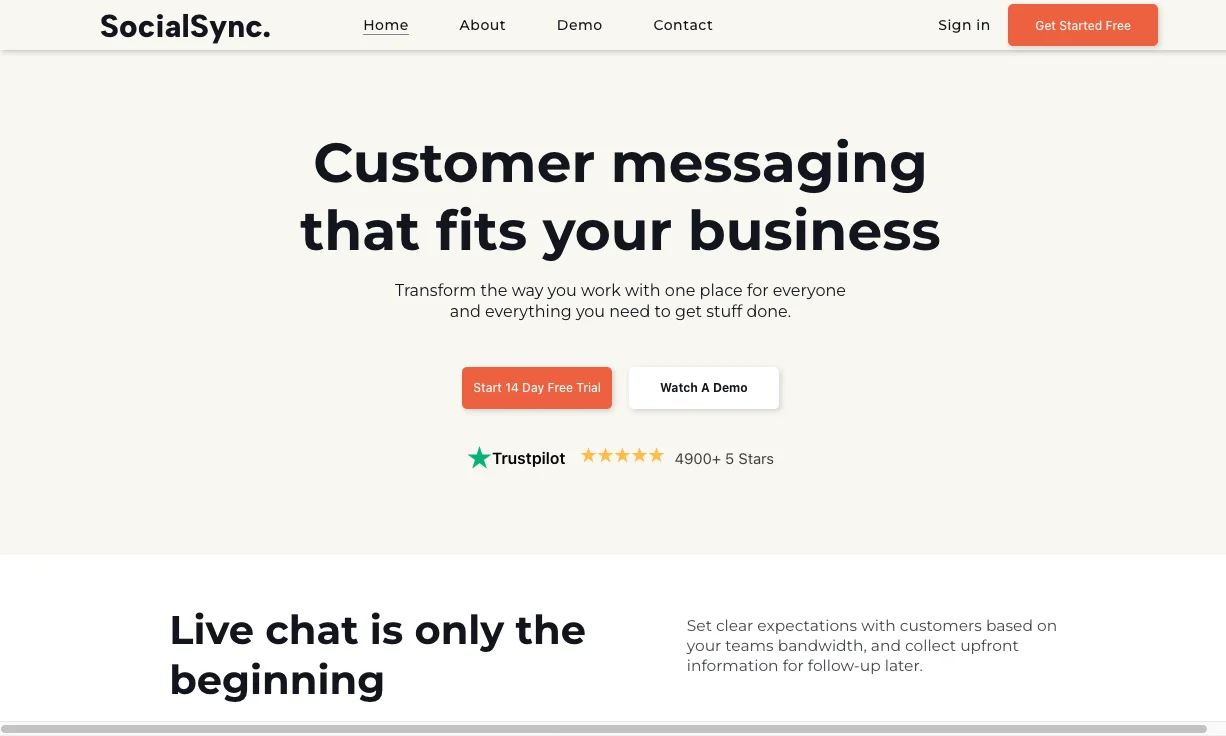 SocialSync.
Home
About
Demo
Contact
Sign in
Get Started Free
Customer messaging
that fits your business
Transform the way you work with one place for everyone
and everything you need to get stuff done.
Start 14 Day Free Trial
Watch A Demo
Trustpilot
4900+ 5 Stars
Live chat is only the
beginning
Set clear expectations with customers based on
your teams bandwidth, and collect upfront
information for follow-up later.